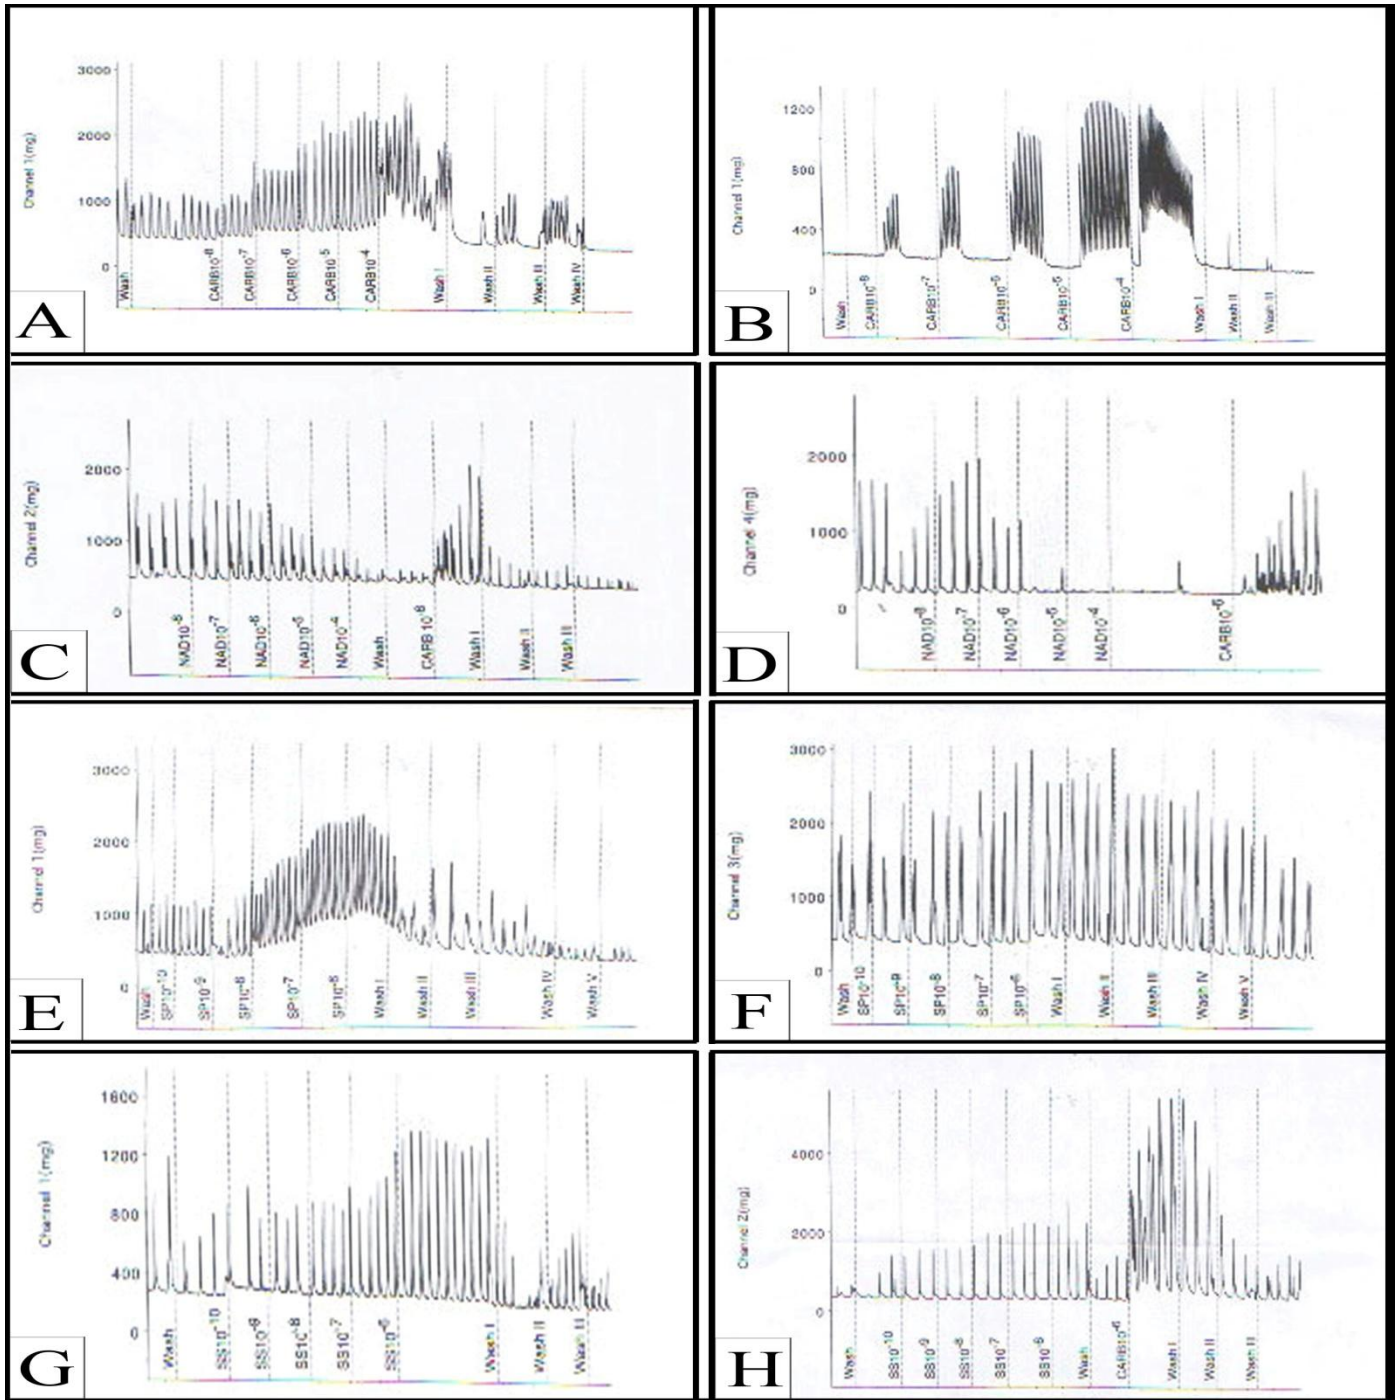 3000
2000
1000
0
Channel 1(mg)
Wash
CARB10-8
CARB10-7
CARB10-6
CARB10-5
CARB10-4
Wash I
Wash II
Wash III
Wash IV
A
1200
800
400
0
Channel 1(mg)
Wash
CARB10-8
CARB10-7
CARB10-6
CARB10-5
CARB10-4
Wash I
Wash II
Wash III
B
2000
1000
0
Channel 2(mg)
NAD10-8
NAD10-7
NAD10-6
NAD10-5
NAD10-4
Wash
CARB 10-6
Wash I
Wash II
Wash III
C
2000
1000
0
Channel 4(mg)
NAD10-8
NAD10-7
NAD10-6
NAD10-5
NAD10-4
CARB10-6
D
3000
2000
1000
0
Channel 1(mg)
Wash
SP10-10
SP10-9
SP10-8
SP10-7
SP10-6
Wash I
Wash II
Wash III
Wash IV
Wash V
E
3000
2000
1000
0
Channel 3(mg)
Wash
SP10-10
SP10-9
SP10-8
SP10-7
SP10-6
Wash I
Wash II
Wash III
Wash IV
Wash V
F
1600
1200
800
400
0
Channel 1(mg)
Wash
SS10-10
SS10-9
SS10-8
SS10-7
SS10-6
Wash I
Wash II
Wash III
G
4000
2000
0
Channel 2(mg)
Wash
SS10-10
SS10-9
SS10-8
SS10-7
SS10-6
Wash
CARB10-6
Wash I
Wash II
Wash III
H